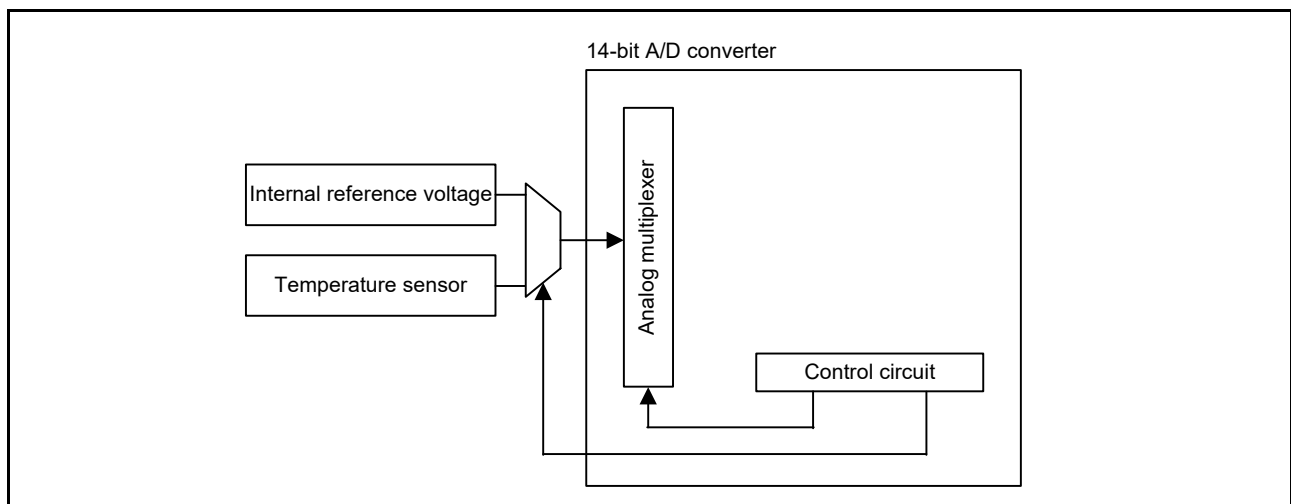 14-bit A/D converter
Internal reference voltage
Temperature sensor
Analog multiplexer
Control circuit